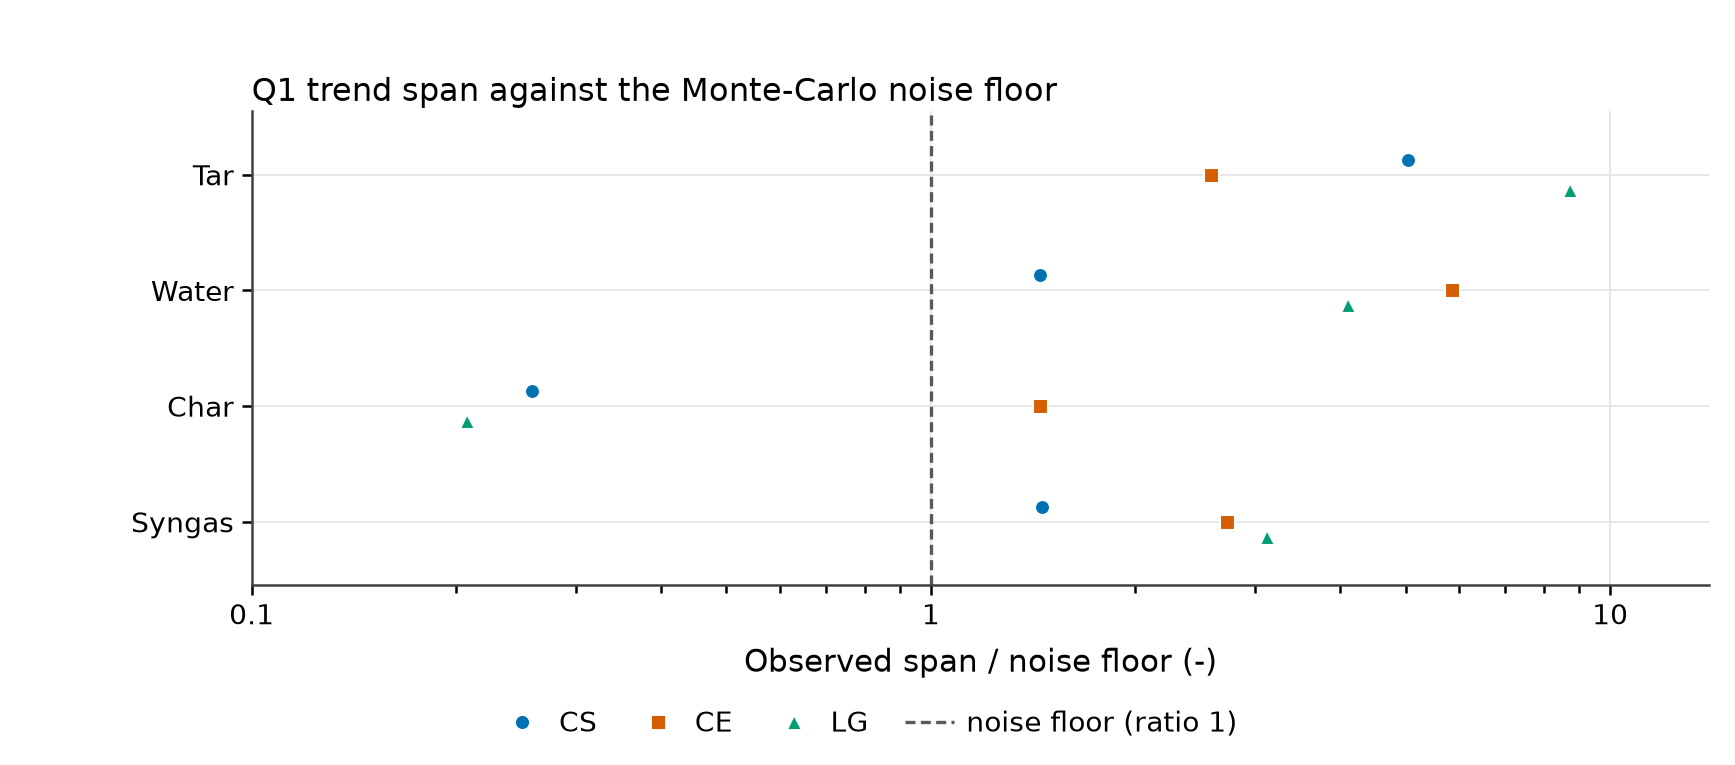 Q1 trend span against the Monte-Carlo noise floor
Tar
Water
Char
Syngas
0.1 1 10
Observed span / noise floor (-)
CS CE LG noise floor (ratio 1)